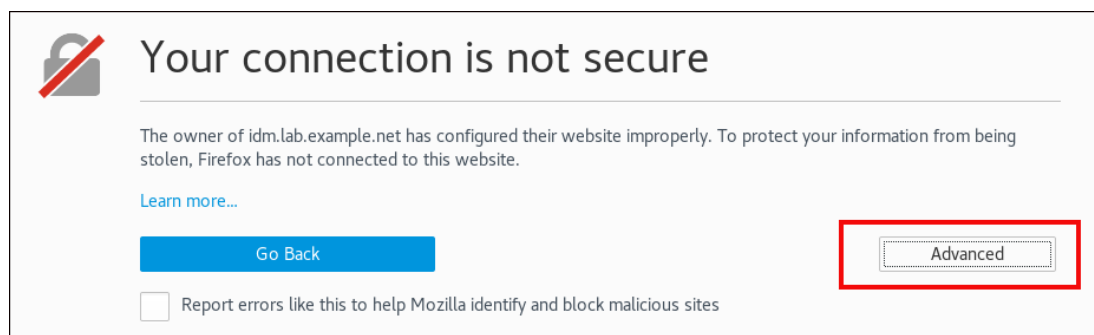 Your connection is not secure
The owner of idm.lab.example.net has configured their website improperly. To protect your information from being
stolen, Firefox has not connected to this website.
Learn more...
Go Back
Advanced
Report errors like this to help Mozilla identify and block malicious sites